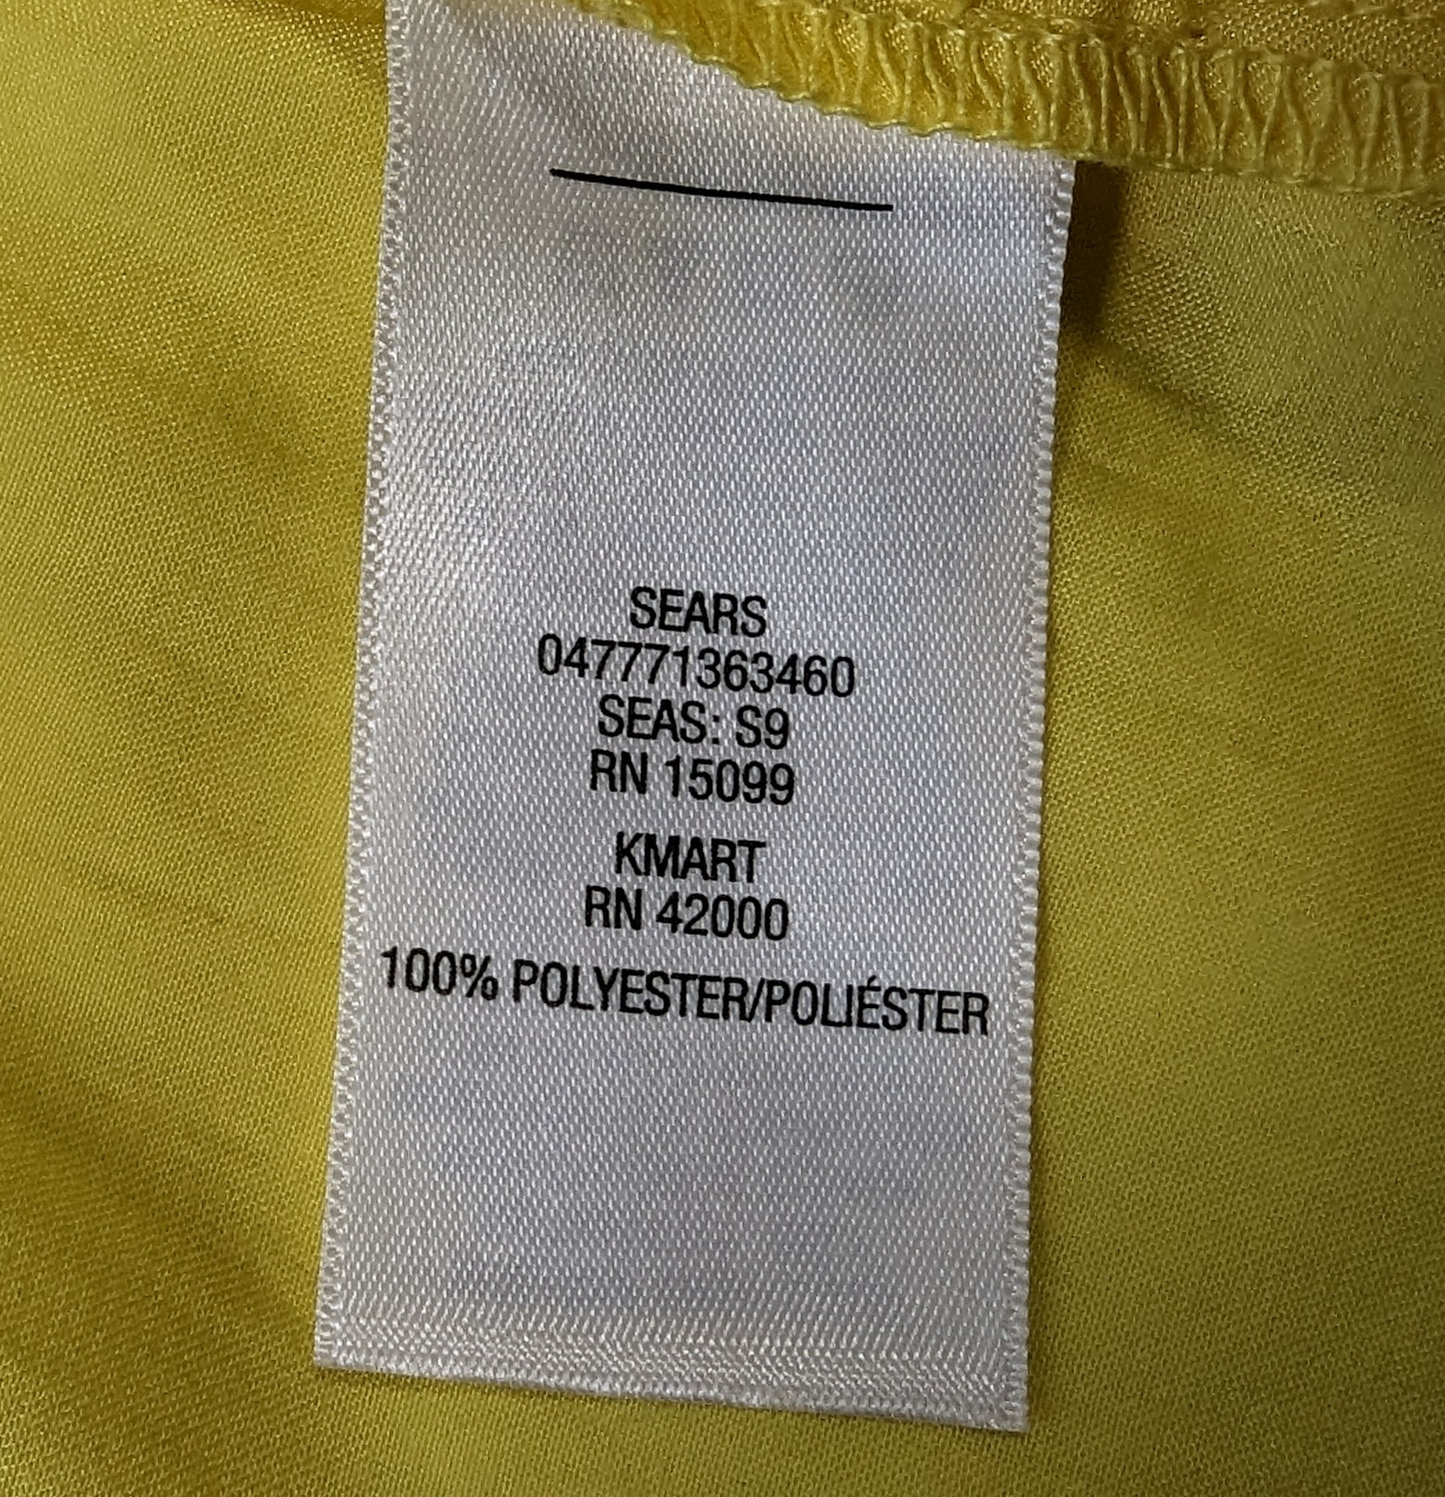 SEARS
047771363460
SEAS: S9
RN 15099
KMART
RN 42000
100% POLYESTER/POLIÉSTER